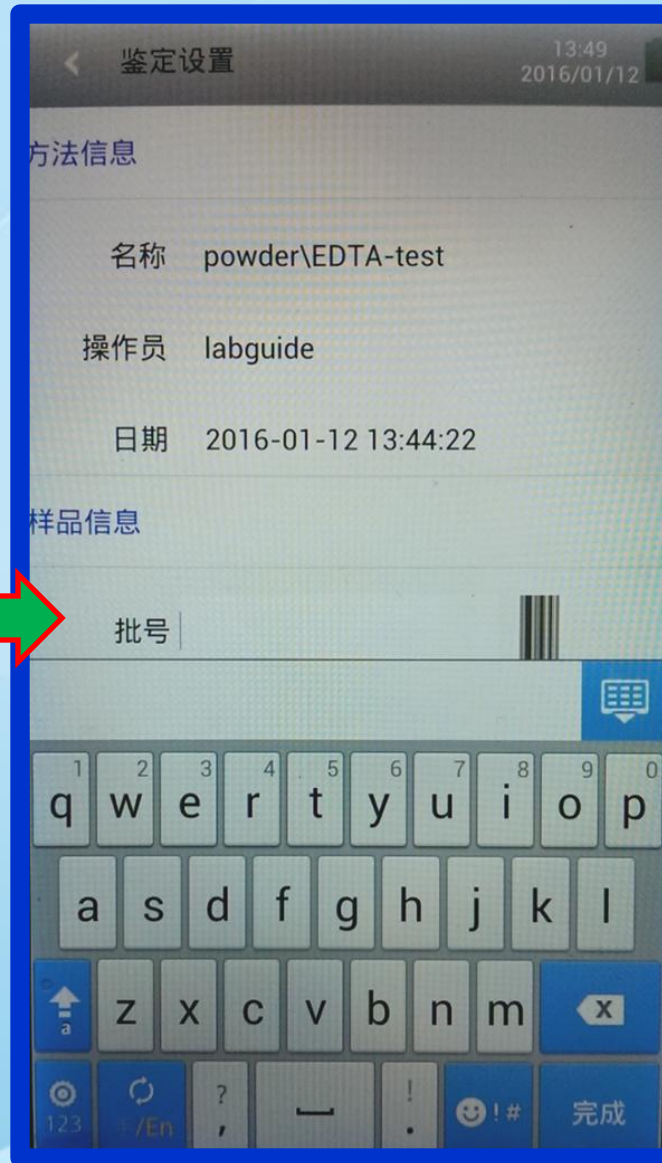 鉴定设置
13:49
2016/01/12
方法信息
名称 powder\EDTA-test
操作员 labguide
日期 2016-01-12 13:44:22
样品信息
批号
1 2 3 4 5 6 7 8 9 0
q w e r t y u i o p
a s d f g h j k l
a z x c v b n m x
123 /En ? , ! . !# 完成